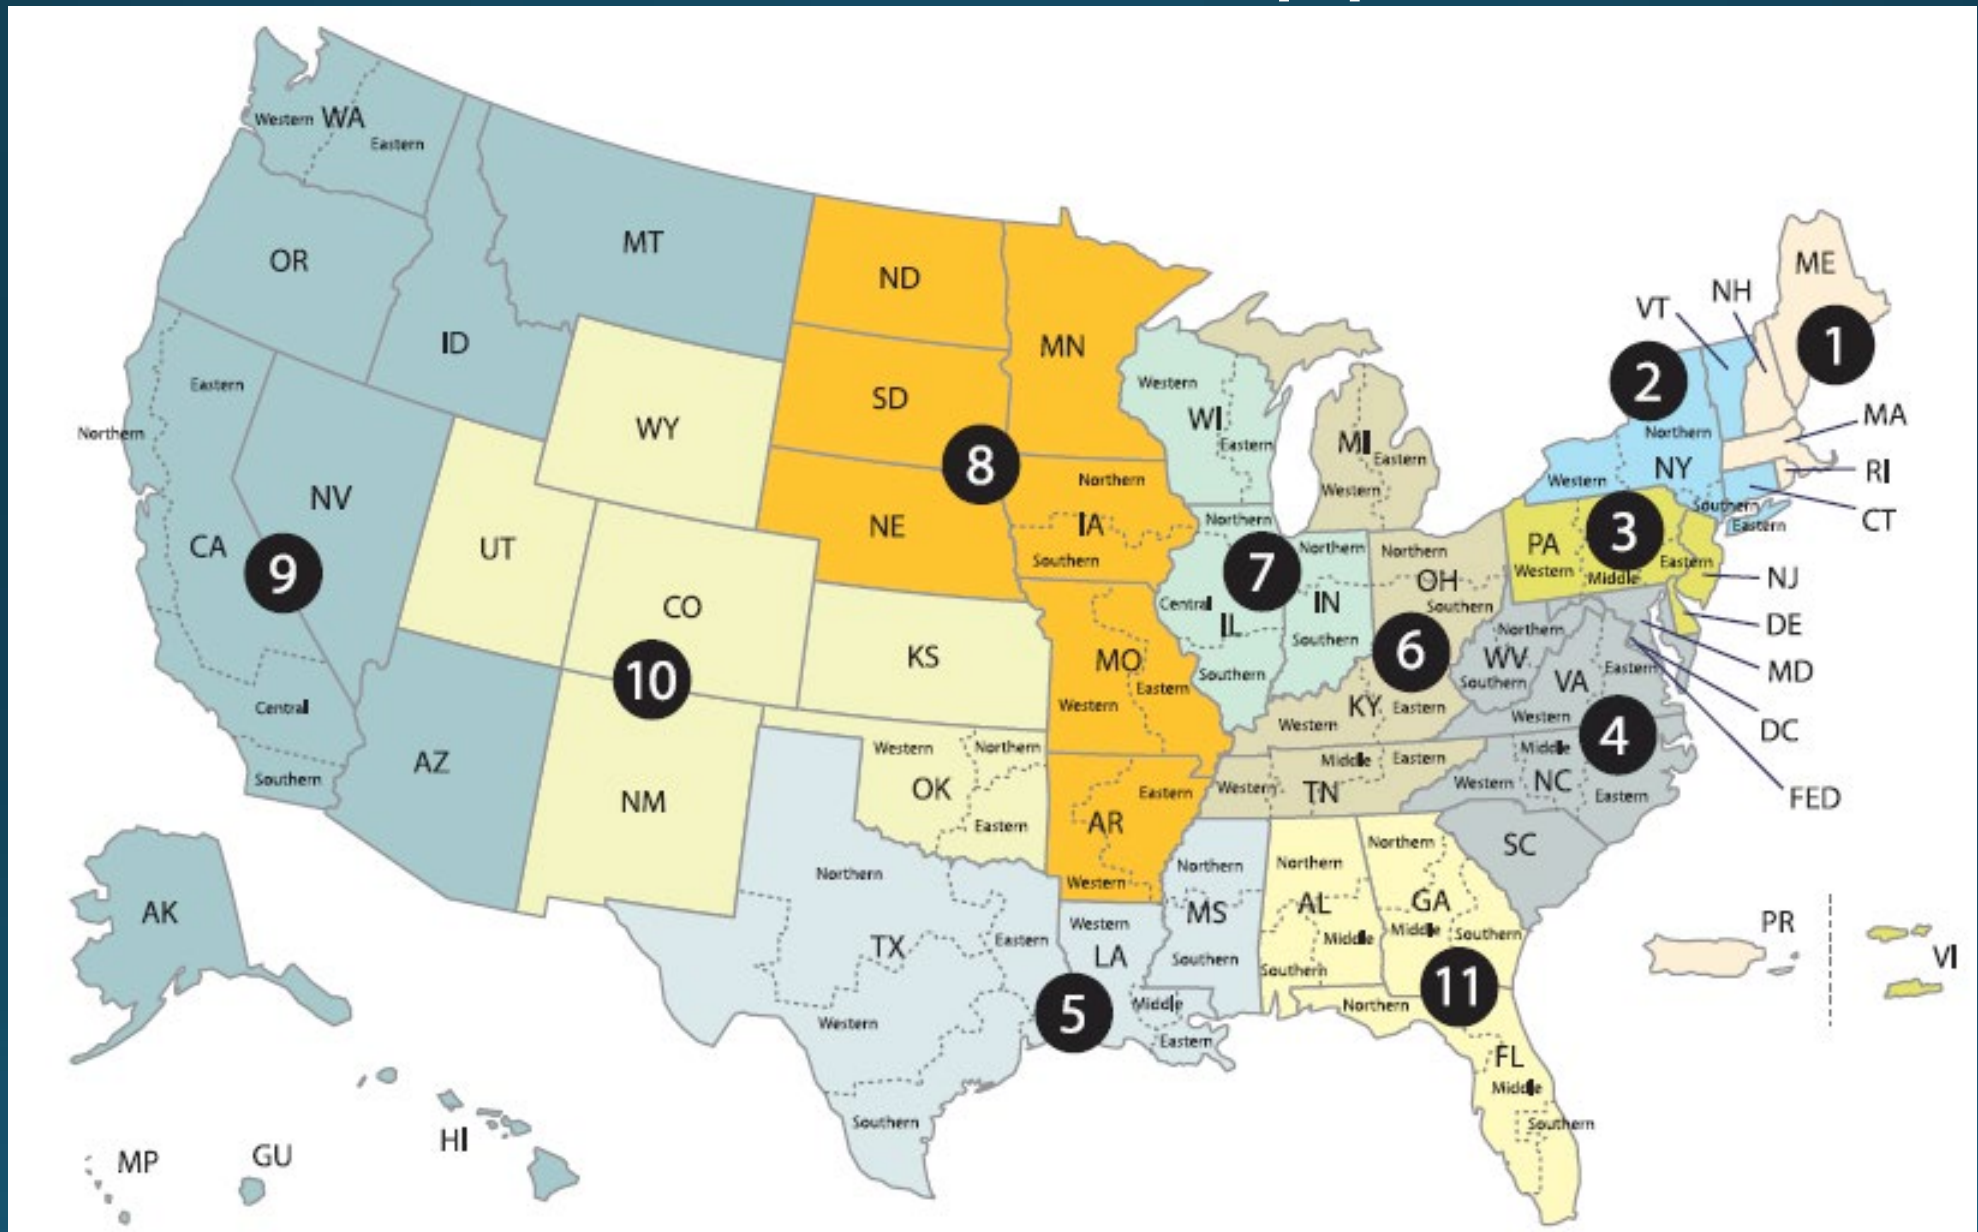 WA
Western
Eastern
OR
MT
ID
ND
MN
SD
WY
NE
8
Northern
IA
Southern
Eastern
Northern
NV
CA
9
Central
Southern
UT
CO
10
KS
AZ
NM
Western
WI
Eastern
MI
Eastern
Western
Northern
7
Central
IL
Southern
Northern
IN
Southern
Northern
OH
Southern
6
MO
Western
Eastern
KY
Western
Eastern
Western
Middle
Eastern
TN
Western
Northern
OK
Eastern
Eastern
AR
Western
Northern
TX
Eastern
Western
Southern
Western
LA
Middle
Eastern
5
Northern
MS
Southern
Northern
AL
Middle
Southern
Northern
GA
Middle
Southern
11
Northern
FL
Middle
Southern
ME
1
NH
VT
2
Northern
NY
Western
Southern
Eastern
MA
RI
CT
3
PA
Western
Middle
Eastern
NJ
DE
MD
DC
FED
Northern
WV
Southern
VA
Eastern
Western
4
Middle
Western
NC
Eastern
SC
PR
VI
AK
HI
GU
MP